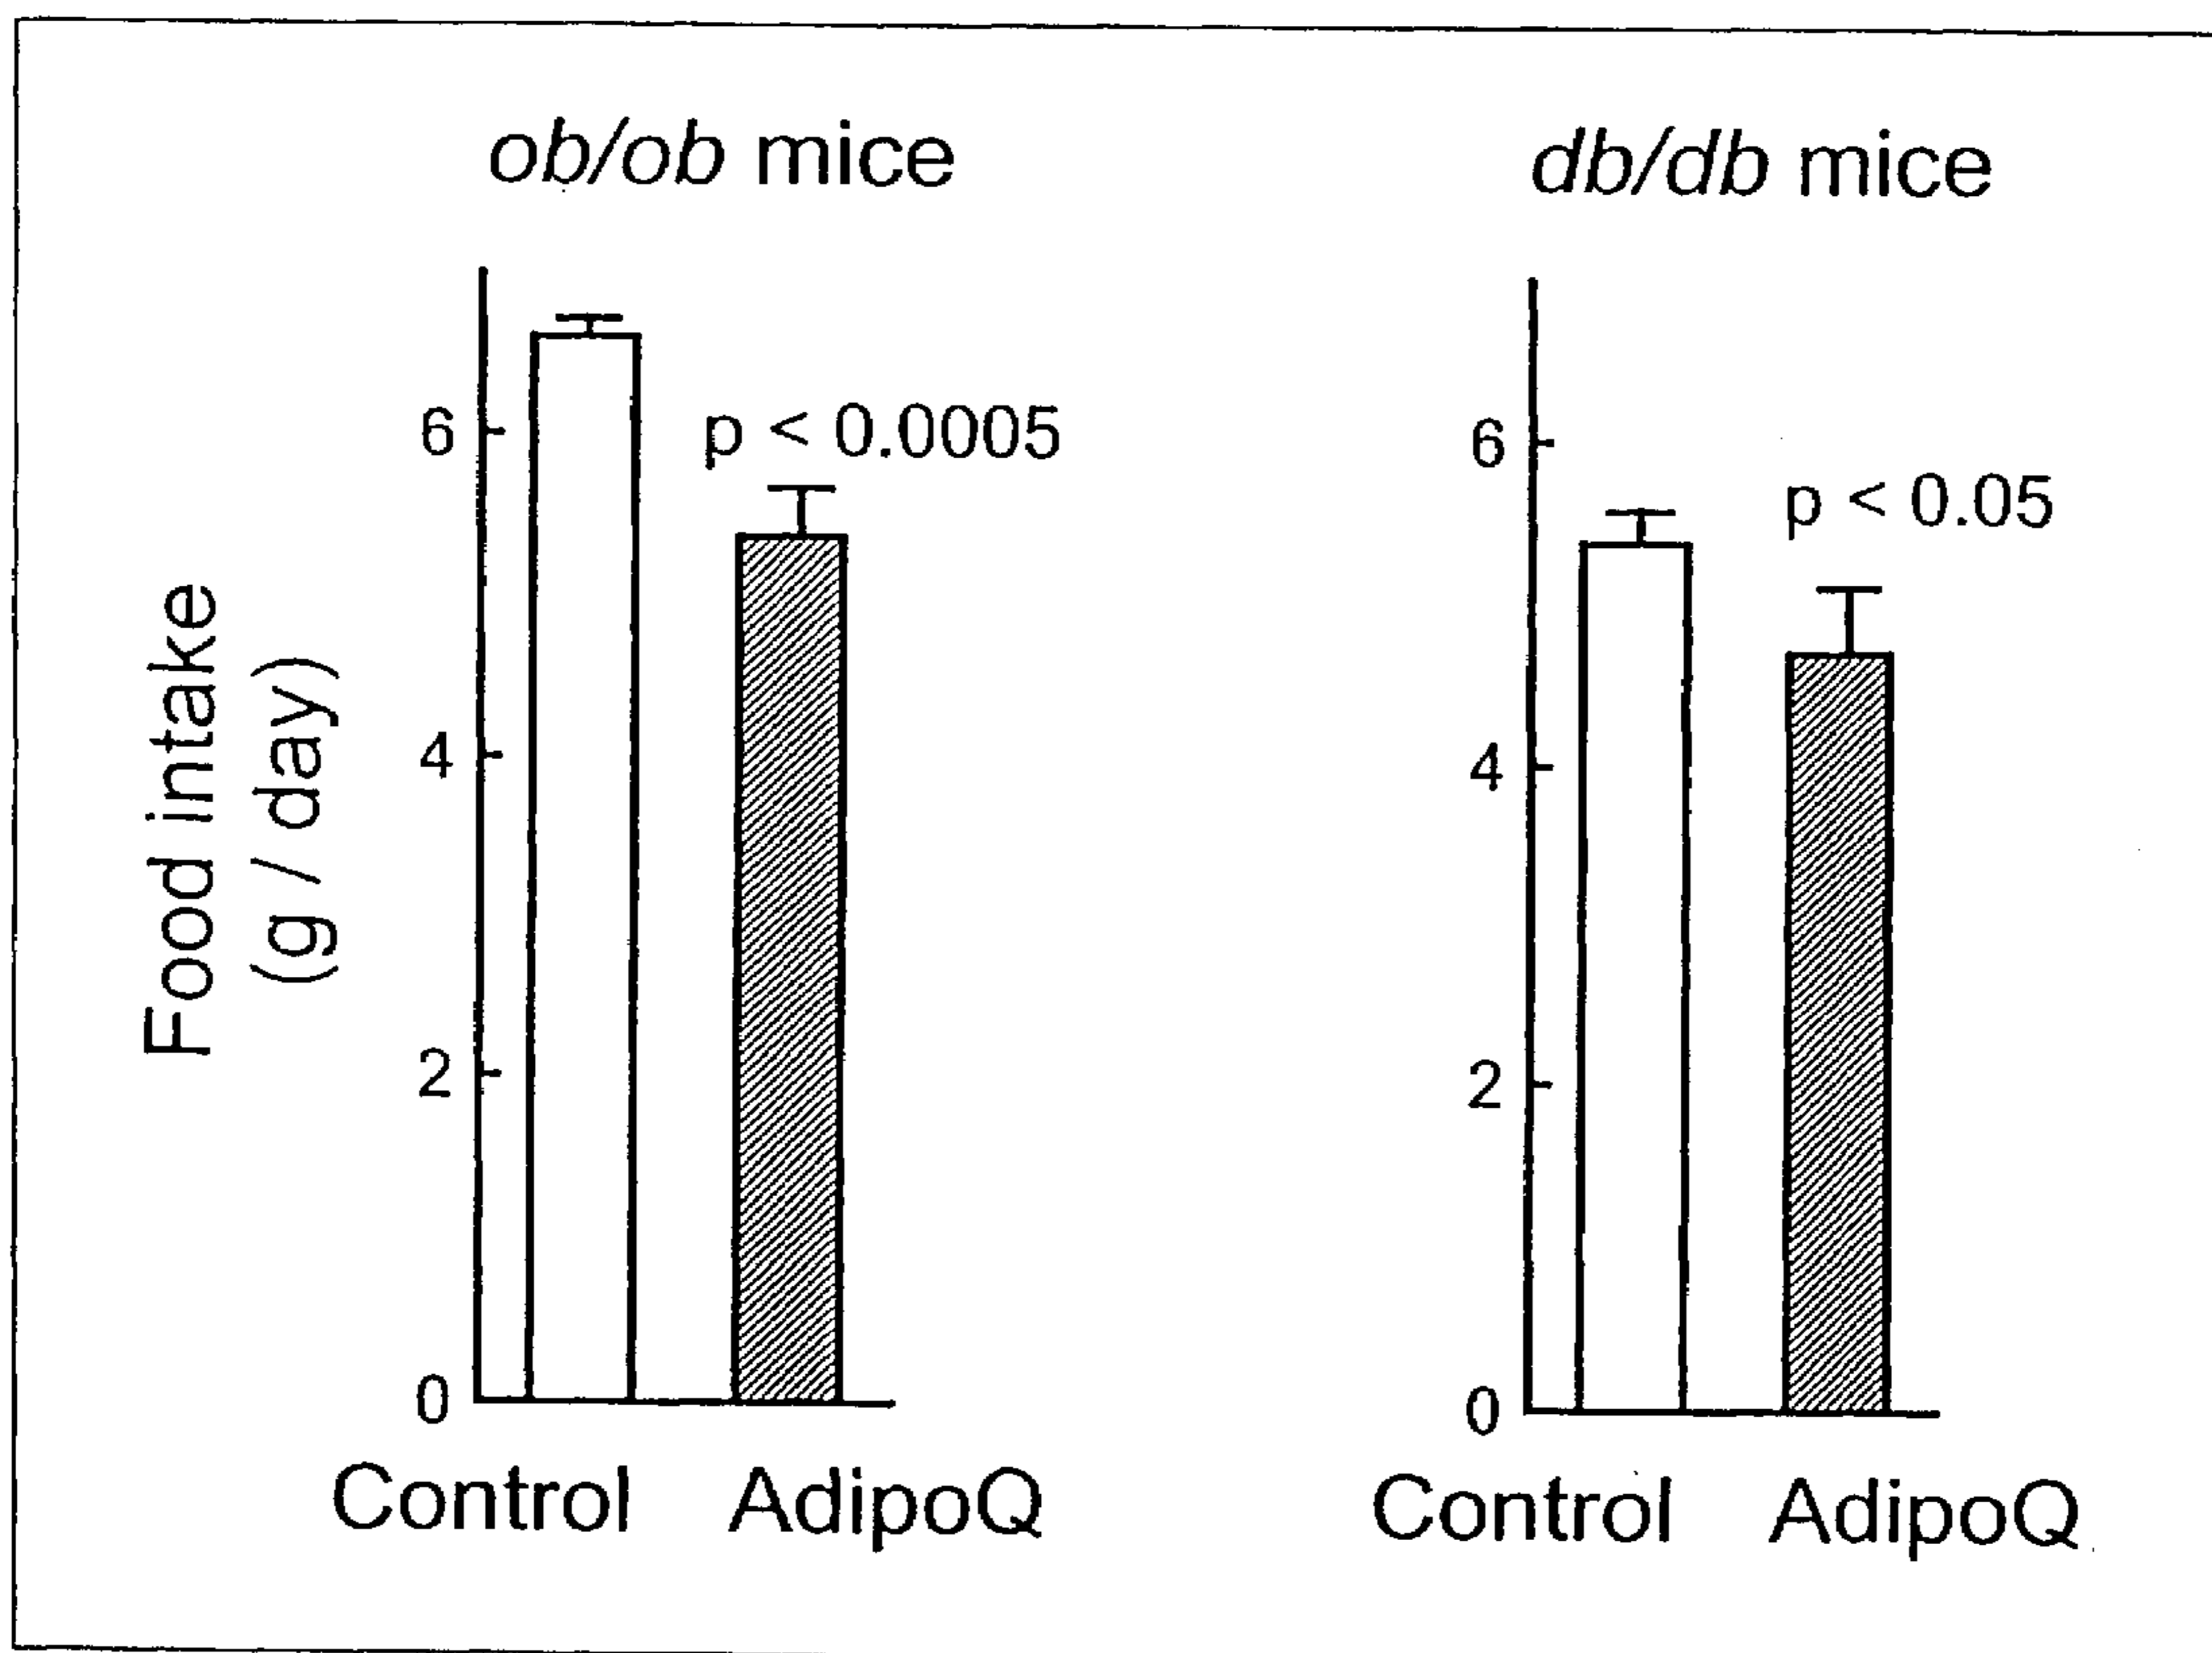 ob/ob mice
db/db mice
Food intake
(g / day)
6
4
2
0
p < 0.0005
Control AdipoQ
6
4
2
0
p < 0.05
Control AdipoQ